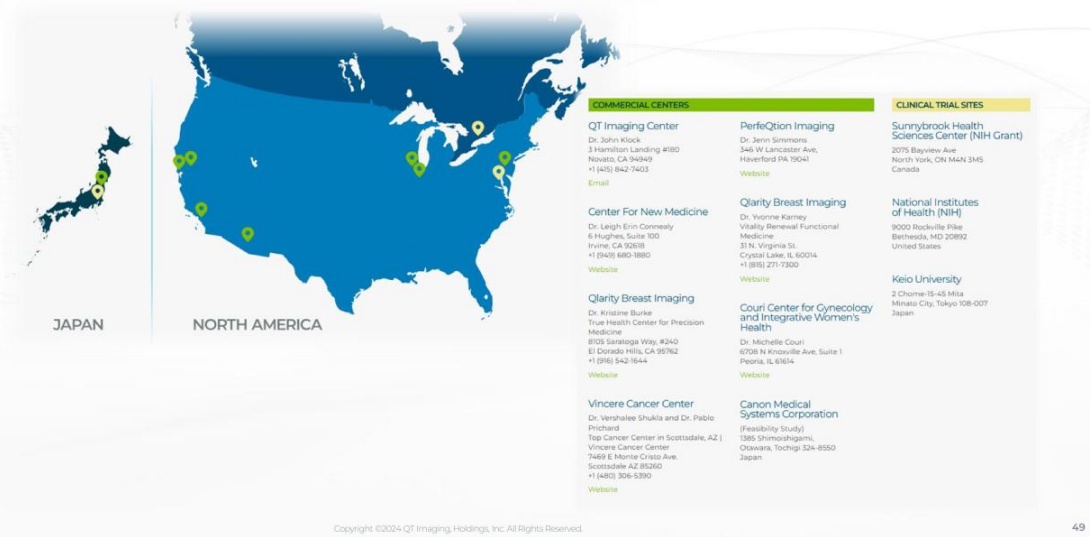 JAPAN
NORTH AMERICA
COMMERCIAL CENTERS
QT Imaging Center
Dr. John Klock
3 Hamilton Landing #180
Novato, CA 94949
+1 (415) 842-7403
Email
Center For New Medicine
Dr. Leigh Erin Connealy
6 Hughes, Suite 100
Irvine, CA 92618
+1 (949) 680-1880
Website
Qlarity Breast Imaging
Dr. Kristine Burke
True Health Center for Precision
Medicine
8105 Saratoga Way, #240
El Dorado Hills, CA 95762
+1 (916) 542-1644
Website
Vincere Cancer Center
Dr. Vershalee Shukla and Dr. Pablo
Prichard
Top Cancer Center in Scottsdale, AZ |
Vincere Cancer Center
7469 E Monte Cristo Ave.
Scottsdale AZ 85260
+1 (480) 306-5390
Website
PerfeQtion Imaging
Dr. Jenn Simmons
346 W Lancaster Ave,
Haverford PA 19041
Website
Qlarity Breast Imaging
Dr. Yvonne Karney
Vitality Renewal Functional
Medicine
31 N. Virginia St.
Crystal Lake, IL 60014
+1 (815) 271-7300
Website
Couri Center for Gynecology
and Integrative Women's
Health
Dr. Michelle Couri
6708 N Knoxville Ave, Suite 1
Peoria, IL 61614
Website
Canon Medical
Systems Corporation
(Feasibility Study)
1385 Shimoishigami,
Otawara, Tochigi 324-8550
Japan
CLINICAL TRIAL SITES
Sunnybrook Health
Sciences Center (NIH Grant)
2075 Bayview Ave
North York, ON M4N 3M5
Canada
National Institutes
of Health (NIH)
9000 Rockville Pike
Bethesda, MD 20892
United States
Keio University
2 Chome-15-45 Mita
Minato City, Tokyo 108-007
Japan
Copyright ©2024 QT Imaging, Holdings, Inc. All Rights Reserved.
49